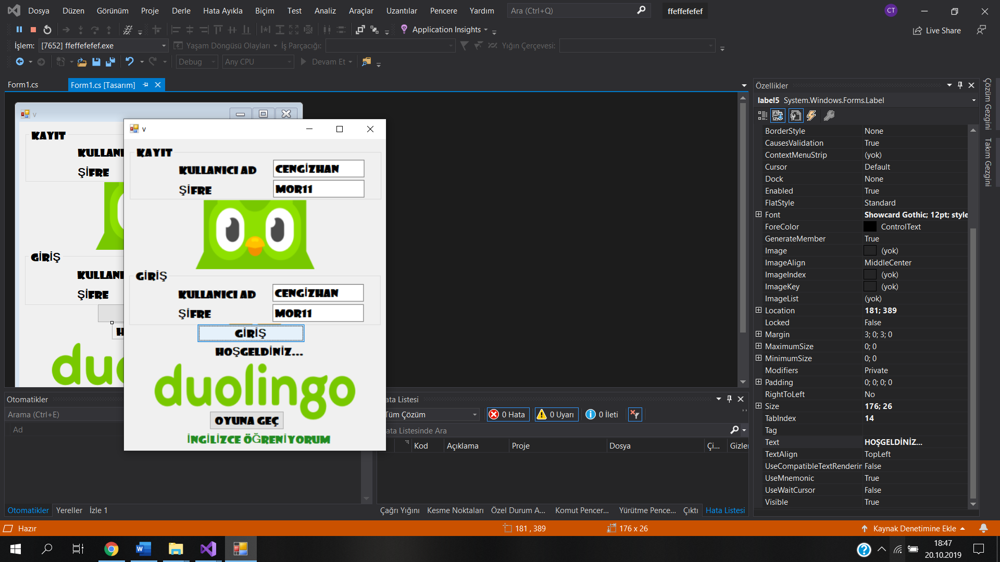 Dosya Düzen Görünüm Proje Derle Hata Ayıkla Biçim Test Analiz Araçlar Uzantılar Pencere Yardım Ara (Ctrl+Q) ffeffefefef CT
Application Insights Live Share
İşlem: [7652] ffeffefefef.exe Yaşam Döngüsü Olayları İş Parçacığı: Yığın Çerçevesi:
Debug Any CPU Devam Et
Form1.cs Form1.cs [Tasarım]
v
KAYIT
KULLANI
ŞİFRE
GİRİŞ
KULLANI
ŞİFRE
H
du
v
KAYIT
KULLANICI AD CENGİZHAN
ŞİFRE MOR11
GİRİŞ
KULLANICI AD CENGİZHAN
ŞİFRE MOR11
GİRİŞ
HOŞGELDİNİZ...
duolingo
OYUNA GEÇ
İNGİLİZCE ÖĞRENİYORUM
Özellikler
label5 System.Windows.Forms.Label
BorderStyle None
CausesValidation True
ContextMenuStrip (yok)
Cursor Default
Dock None
Enabled True
FlatStyle Standard
Font Showcard Gothic; 12pt; style
ForeColor ControlText
GenerateMember True
Image (yok)
ImageAlign MiddleCenter
ImageIndex (yok)
ImageKey (yok)
ImageList (yok)
Location 181; 389
Locked False
Margin 3; 0; 3; 0
MaximumSize 0; 0
MinimumSize 0; 0
Modifiers Private
Padding 0; 0; 0; 0
RightToLeft No
Size 176; 26
TabIndex 14
Tag
Text HOŞGELDİNİZ...
TextAlign TopLeft
UseCompatibleTextRenderin False
UseMnemonic True
UseWaitCursor False
Visible True
Çözüm Gezgini
Takım Gezgini
Otomatikler
Arama (Ctrl+E)
Ad
Otomatikler Yereller İzle 1
ata Listesi
Tüm Çözüm 0 Hata 0 Uyarı 0 İleti
ata Listesinde Ara
Kod Açıklama Proje Dosya Çi... Gizler
Çağrı Yığını Kesme Noktaları Özel Durum A... Komut Pencer... Yürütme Pence... Çıktı Hata Listesi
Hazır 181 , 389 176 x 26 Kaynak Denetimine Ekle
18:47
20.10.2019